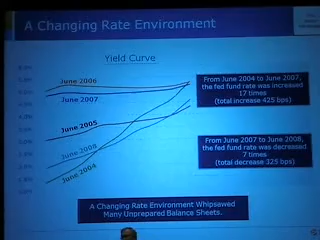 A Changing Rate Environment
Yield Curve
June 2006
June 2007
June 2005
June 2008
June 2004
From June 2004 to June 2007,
the fed fund rate was increased
17 times
(total increase 425 bps)
From June 2007 to June 2008,
the fed fund rate was decreased
7 times
(total decrease 325 bps)
A Changing Rate Environment Whipsawed
Many Unprepared Balance Sheets.